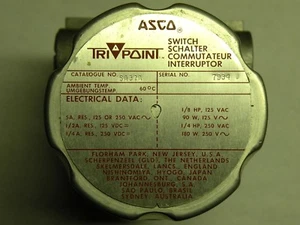 ASCO
TRI POINT
SWITCH
SCHALTER
COMMUTATEUR
INTERRUPTOR
CATALOGUE NO.
SERIAL NO.
AMBIENT TEMP.
UMGEBUNGSTEMP. 60°C
ELECTRICAL DATA:
1/8 HP, 125 VAC
5A. RES. 125 OR 250 VAC 90 W, 125 V
1/2A. RES. 125 VDC 1/4 HP, 250 VAC
1/4A. RES. 250 VDC 180 W, 250 V
FLORHAM PARK, NEW JERSEY, U.S.A.
SCHERPENZEEL (GLD), THE NETHERLANDS
LANCS, ENGLAND
NISHINOMIYA, HYOGO, JAPAN
BRANTFORD, ONT., CANADA
JOHANNESBURG, S.A.
SAO PAULO, BRASIL
SYDNEY, AUSTRALIA